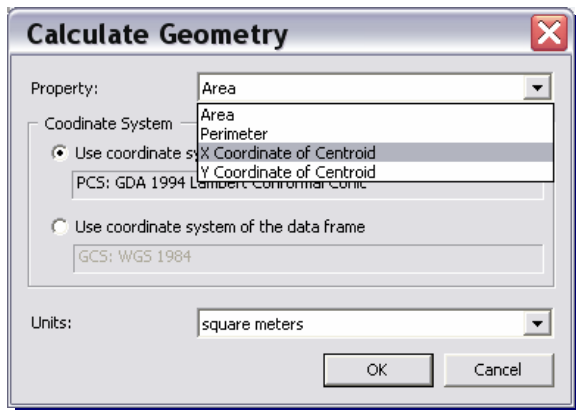 Calculate Geometry
Property:
Area
Area
Perimeter
X Coordinate of Centroid
Y Coordinate of Centroid
Coodinate System
Use coordinate
PCS: GDA 1994 Lambert Conformal Conic
Use coordinate system of the data frame
GCS: WGS 1984
Units:
square meters
OK
Cancel